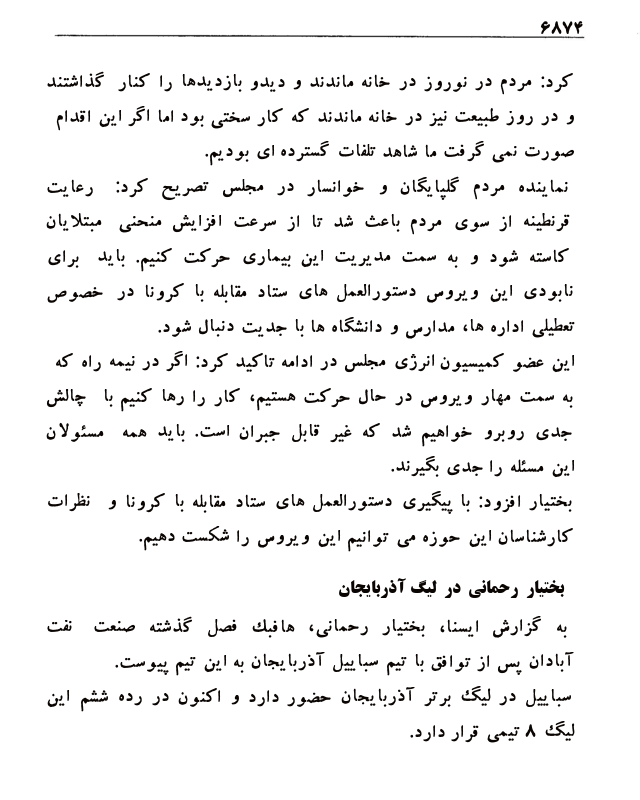 ۶۸۷۴
کرد: مردم در نوروز در خانه ماندند و دیدو بازدیدها را کنار گذاشتند
و در روز طبیعت نیز در خانه ماندند که کار سختی بود اما اگر این اقدام
صورت نمی گرفت ما شاهد تلفات گسترده ای بودیم.
نماینده مردم گلپایگان و خوانسار در مجلس تصریح کرد: رعایت
قرنطینه از سوی مردم باعث شد تا از سرعت افزایش منحنی مبتلایان
کاسته شود و به سمت مدیریت این بیماری حرکت کنیم. باید برای
نابودی این ویروس دستورالعمل های ستاد مقابله با کرونا در خصوص
تعطیلی اداره ها، مدارس و دانشگاه ها با جدیت دنبال شود.
این عضو کمیسیون انرژی مجلس در ادامه تاکید کرد: اگر در نیمه راه که
به سمت مهار ویروس در حال حرکت هستیم، کار را رها کنیم با چالش
جدی روبرو خواهیم شد که غیر قابل جبران است. باید همه مسئولان
این مسئله را جدی بگیرند.
بختیار افزود: با پیگیری دستورالعمل های ستاد مقابله با کرونا و نظرات
کارشناسان این حوزه می توانیم این ویروس را شکست دهیم.
بختیار رحمانی در لیگ آذربایجان
به گزارش ایسنا، بختیار رحمانی، هافبک فصل گذشته صنعت نفت
آبادان پس از توافق با تیم سباییل آذربایجان به این تیم پیوست.
سباییل در لیگ برتر آذربایجان حضور دارد و اکنون در رده ششم این
لیگ ۸ تیمی قرار دارد.